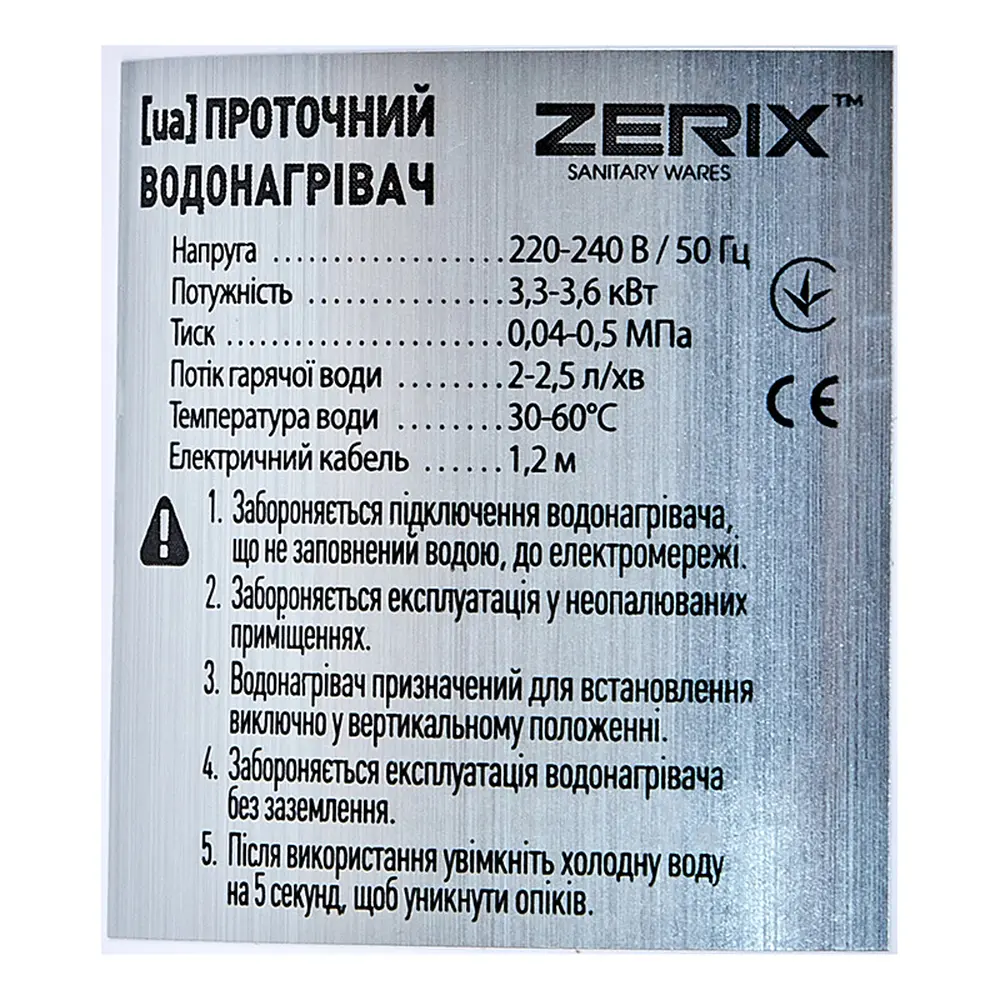 [ua] ПРОТОЧНИЙ
ВОДОНАГРІВАЧ
ZERIX™
SANITARY WARES
Напруга ........................ 220-240 В / 50 Гц
Потужність .................... 3,3-3,6 кВт
Тиск ............................. 0,04-0,5 МПа
Потік гарячої води ........ 2-2,5 л/хв
Температура води ........ 30-60°C
Електричний кабель ...... 1,2 м
CE
1. Забороняється підключення водонагрівача,
що не заповнений водою, до електромережі.
2. Забороняється експлуатація у неопалюваних
приміщеннях.
3. Водонагрівач призначений для встановлення
виключно у вертикальному положенні.
4. Забороняється експлуатація водонагрівача
без заземлення.
5. Після використання увімкніть холодну воду
на 5 секунд, щоб уникнути опіків.